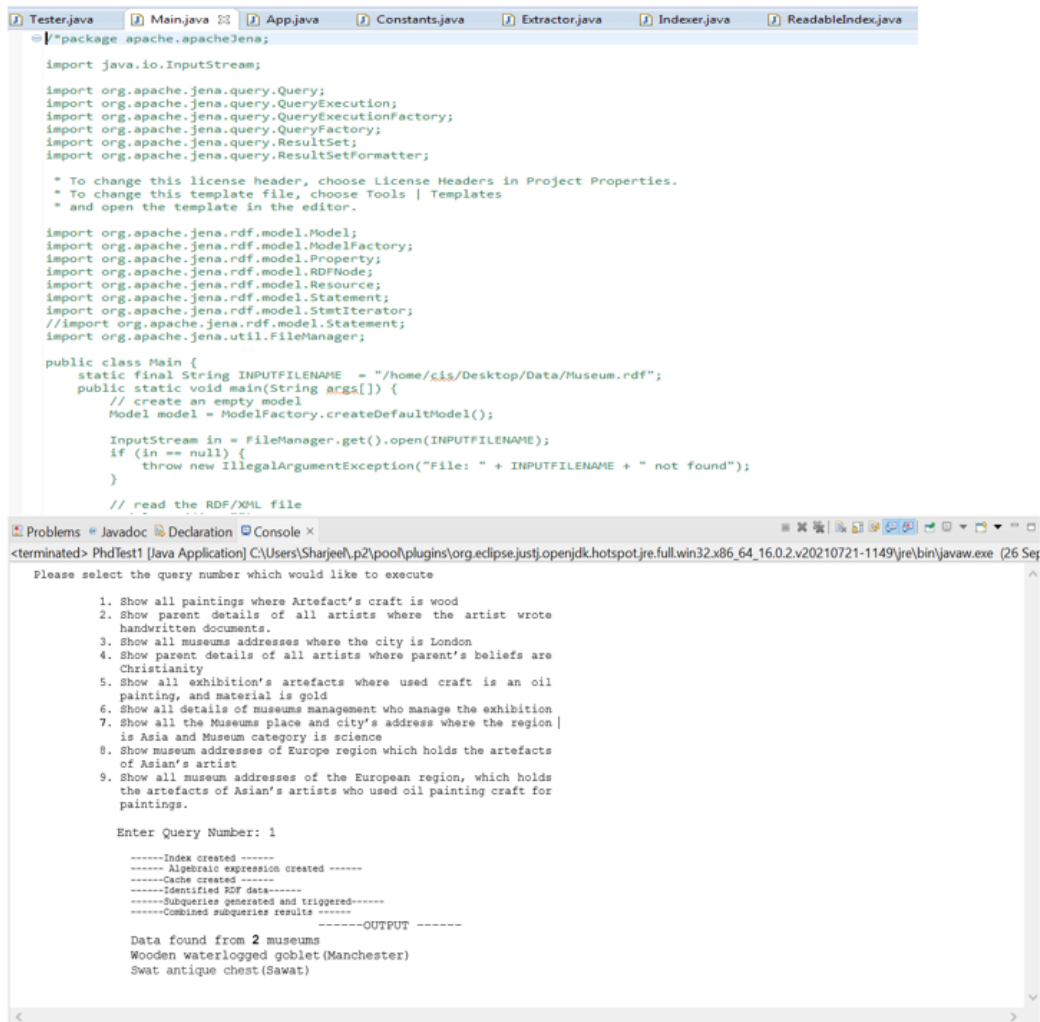 Tester.java Main.java App.java Constants.java Extractor.java Indexer.java ReadableIndex.java
/*package apache.apacheJena;
import java.io.InputStream;
import org.apache.jena.query.Query;
import org.apache.jena.query.QueryExecution;
import org.apache.jena.query.QueryExecutionFactory;
import org.apache.jena.query.QueryFactory;
import org.apache.jena.query.ResultSet;
import org.apache.jena.query.ResultSetFormatter;
* To change this license header, choose License Headers in Project Properties.
* To change this template file, choose Tools | Templates
* and open the template in the editor.
import org.apache.jena.rdf.model.Model;
import org.apache.jena.rdf.model.ModelFactory;
import org.apache.jena.rdf.model.Property;
import org.apache.jena.rdf.model.RDFNode;
import org.apache.jena.rdf.model.Resource;
import org.apache.jena.rdf.model.Statement;
import org.apache.jena.rdf.model.StmtIterator;
//import org.apache.jena.rdf.model.Statement;
import org.apache.jena.util.FileManager;
public class Main {
static final String INPUTFILENAME = "/home/cis/Desktop/Data/Museum.rdf";
public static void main(String args[]) {
// create an empty model
Model model = ModelFactory.createDefaultModel();
InputStream in = FileManager.get().open(INPUTFILENAME);
if (in == null) {
throw new IllegalArgumentException("File: " + INPUTFILENAME + " not found");
}
// read the RDF/XML file
Problems Javadoc Declaration Console
<terminated> PhdTest1 [Java Application] C:\Users\Sharjeel\.p2\pool\plugins\org.eclipse.justj.openjdk.hotspot.jre.full.win32.x86_64_16.0.2.v20210721-1149\jre\bin\javaw.exe (26 Sep
Please select the query number which would like to execute
1. Show all paintings where Artefact's craft is wood
2. Show parent details of all artists where the artist wrote
handwritten documents.
3. Show all museums addresses where the city is London
4. Show parent details of all artists where parent's beliefs are
Christianity
5. Show all exhibition's artefacts where used craft is an oil
painting, and material is gold
6. Show all details of museums management who manage the exhibition
7. Show all the Museums place and city's address where the region
is Asia and Museum category is science
8. Show museum addresses of Europe region which holds the artefacts
of Asian's artist
9. Show all museum addresses of the European region, which holds
the artefacts of Asian's artists who used oil painting craft for
paintings.
Enter Query Number: 1
------Index created ------
------ Algebraic expression created ------
------Cache created ------
------Identified RDF data------
------Subqueries generated and triggered------
------Combined subqueries results ------
------OUTPUT ------
Data found from 2 museums
Wooden waterlogged goblet(Manchester)
Swat antique chest(Sawat)